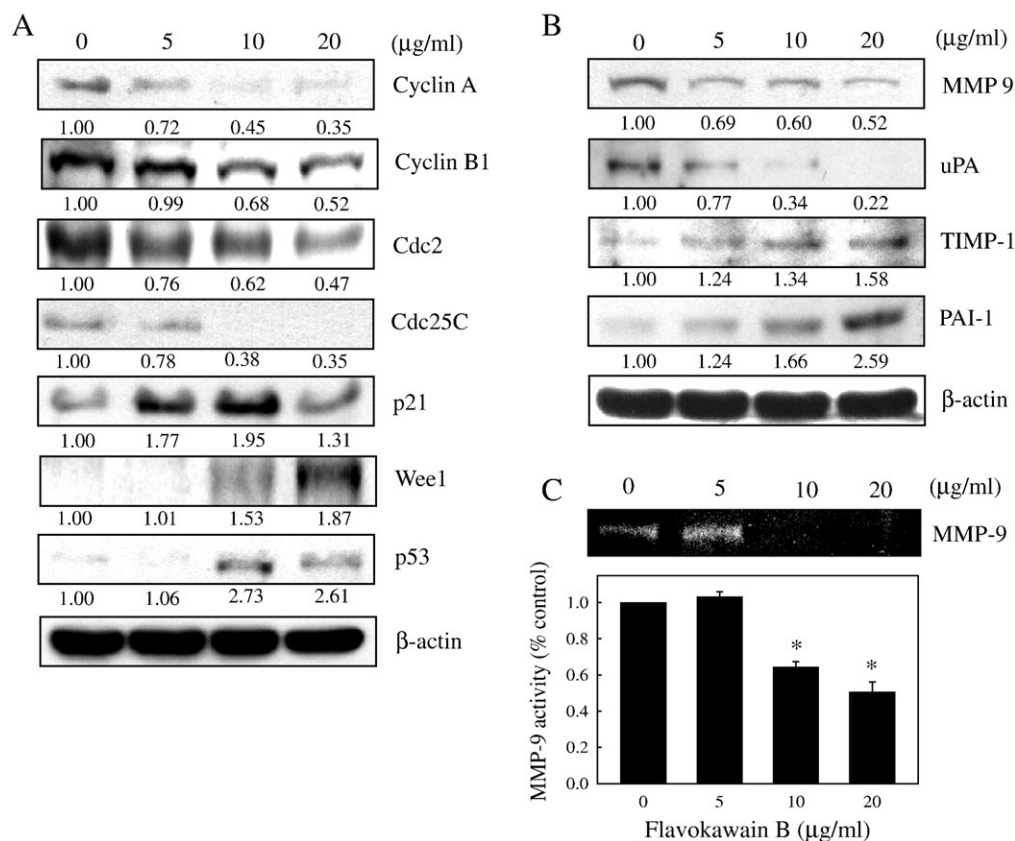 A
0 5 10 20 (μg/ml)
Cyclin A
1.00 0.72 0.45 0.35
Cyclin B1
1.00 0.99 0.68 0.52
Cdc2
1.00 0.76 0.62 0.47
Cdc25C
1.00 0.78 0.38 0.35
p21
1.00 1.77 1.95 1.31
Wee1
1.00 1.01 1.53 1.87
p53
1.00 1.06 2.73 2.61
β-actin
B
0 5 10 20 (μg/ml)
MMP 9
1.00 0.69 0.60 0.52
uPA
1.00 0.77 0.34 0.22
TIMP-1
1.00 1.24 1.34 1.58
PAI-1
1.00 1.24 1.66 2.59
β-actin
C
0 5 10 20 (μg/ml)
MMP-9
MMP-9 activity (% control)
1.0
0.8
0.6
0.4
0.2
0.0
* *
0 5 10 20
Flavokawain B (μg/ml)